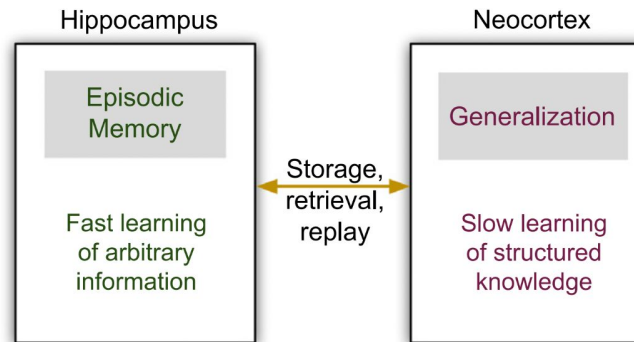 Hippocampus
Episodic
Memory
Fast learning
of arbitrary
information
Storage,
retrieval,
replay
Neocortex
Generalization
Slow learning
of structured
knowledge